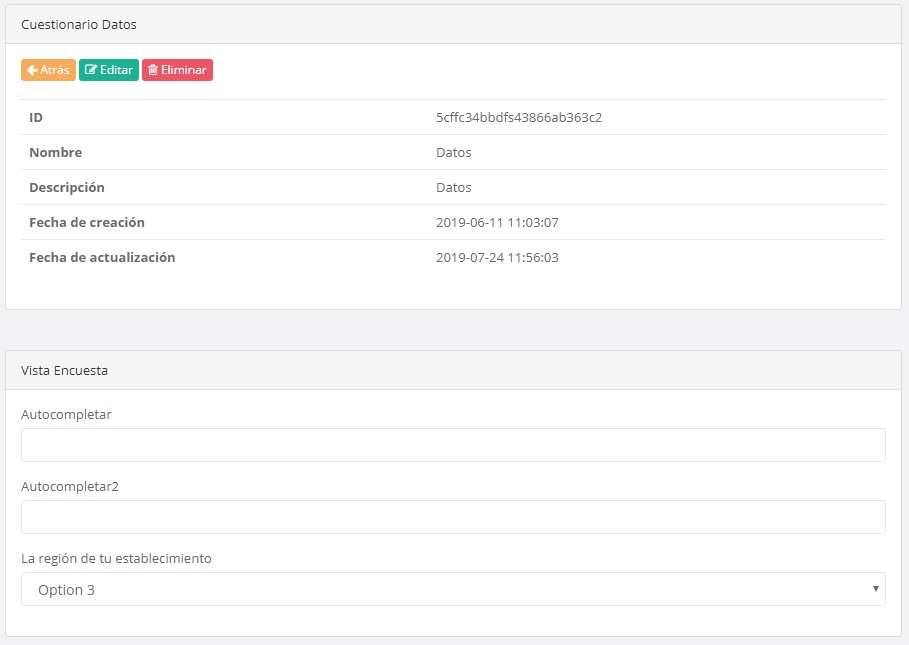 Cuestionario Datos
Atrás Editar Eliminar
ID 5cffc34bbdfs43866ab363c2
Nombre Datos
Descripción Datos
Fecha de creación 2019-06-11 11:03:07
Fecha de actualización 2019-07-24 11:56:03
Vista Encuesta
Autocompletar
Autocompletar2
La región de tu establecimiento
Option 3